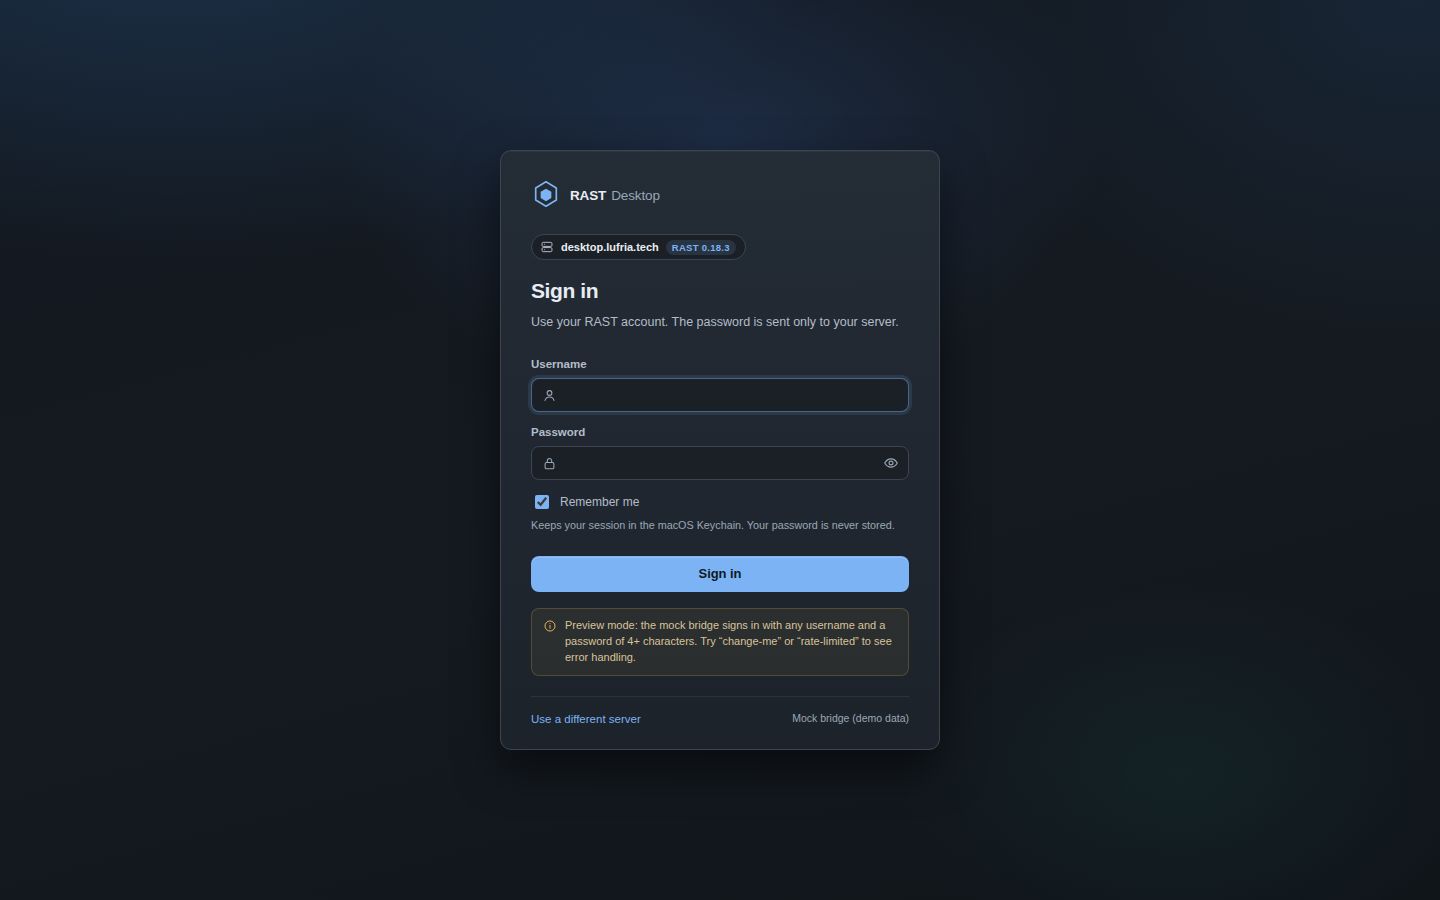 RAST Desktop
desktop.lufria.tech RAST 0.18.3
Sign in
Use your RAST account. The password is sent only to your server.
Username
Password
Remember me
Keeps your session in the macOS Keychain. Your password is never stored.
Sign in
Preview mode: the mock bridge signs in with any username and a
password of 4+ characters. Try “change-me” or “rate-limited” to see
error handling.
Use a different server
Mock bridge (demo data)